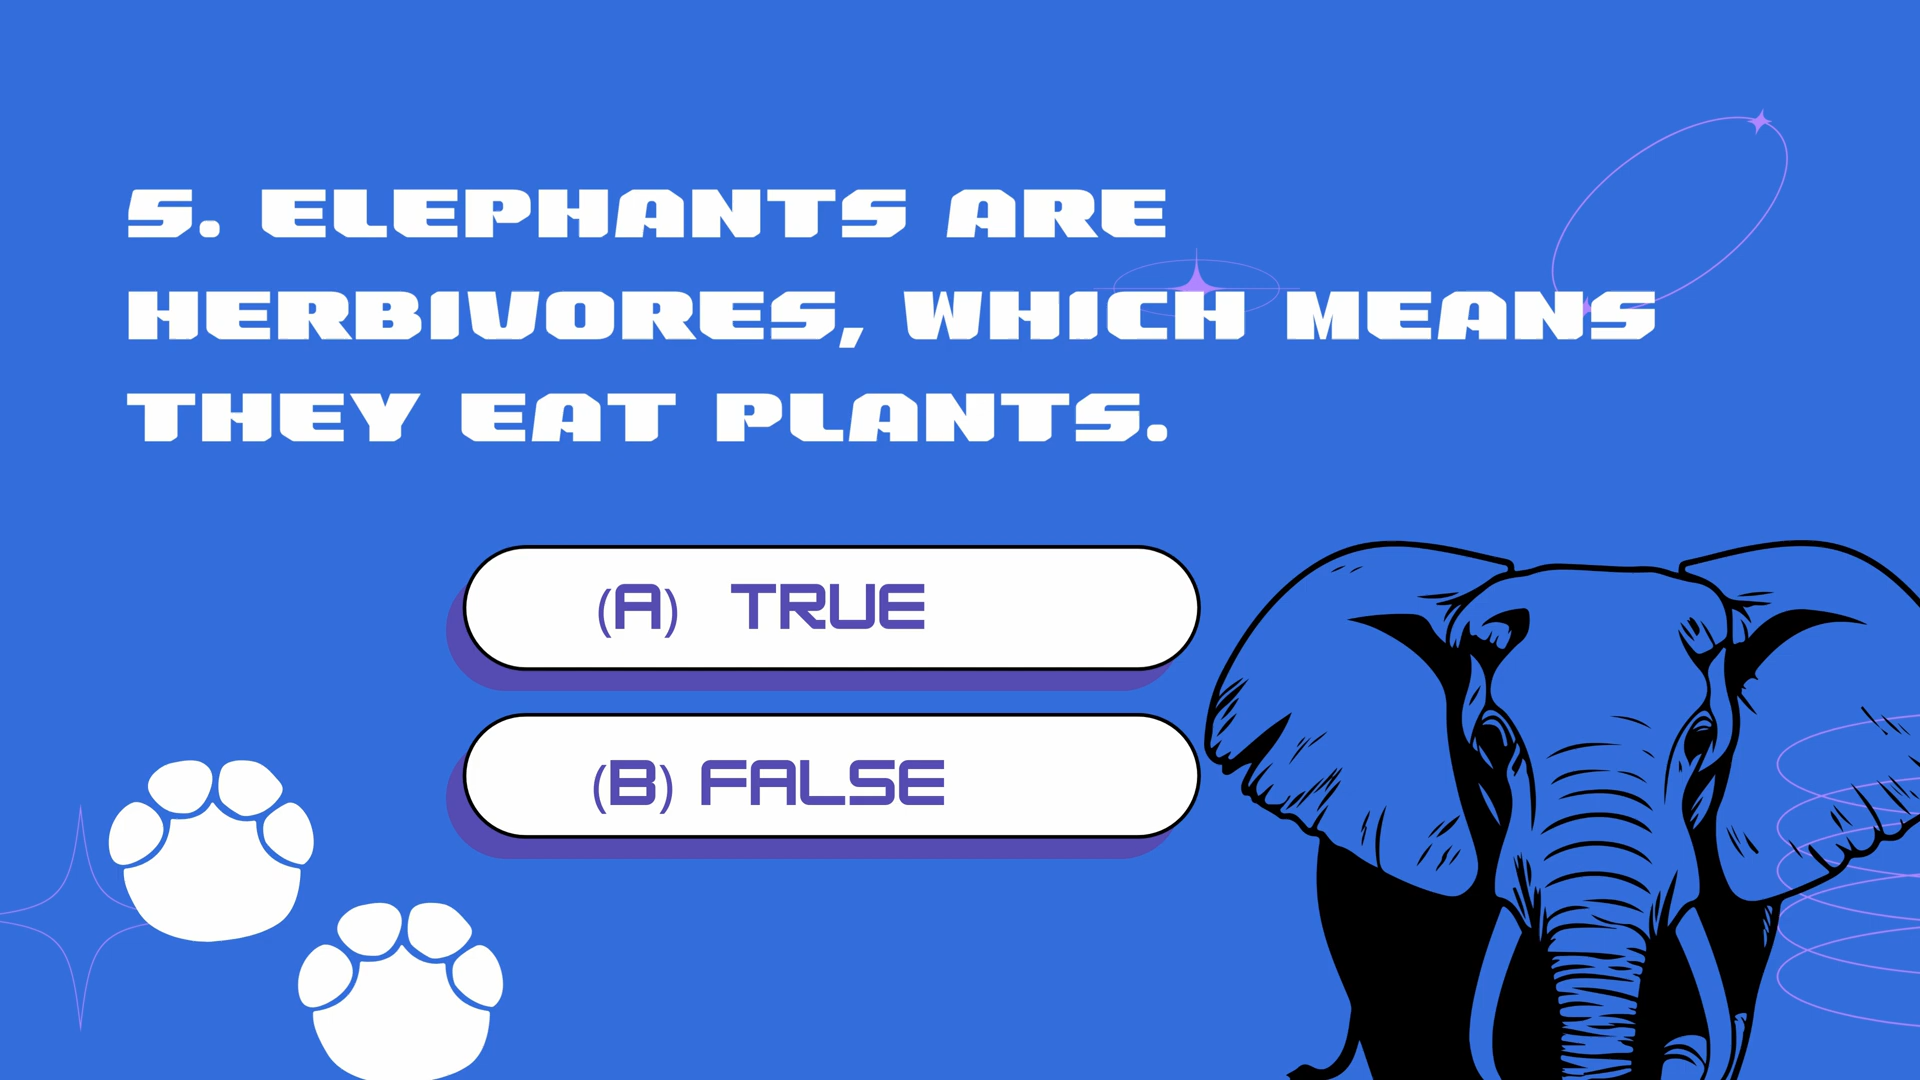 5. ELEPHANTS ARE
HERBIVORES, WHICH MEANS
THEY EAT PLANTS.
(A) TRUE
(B) FALSE